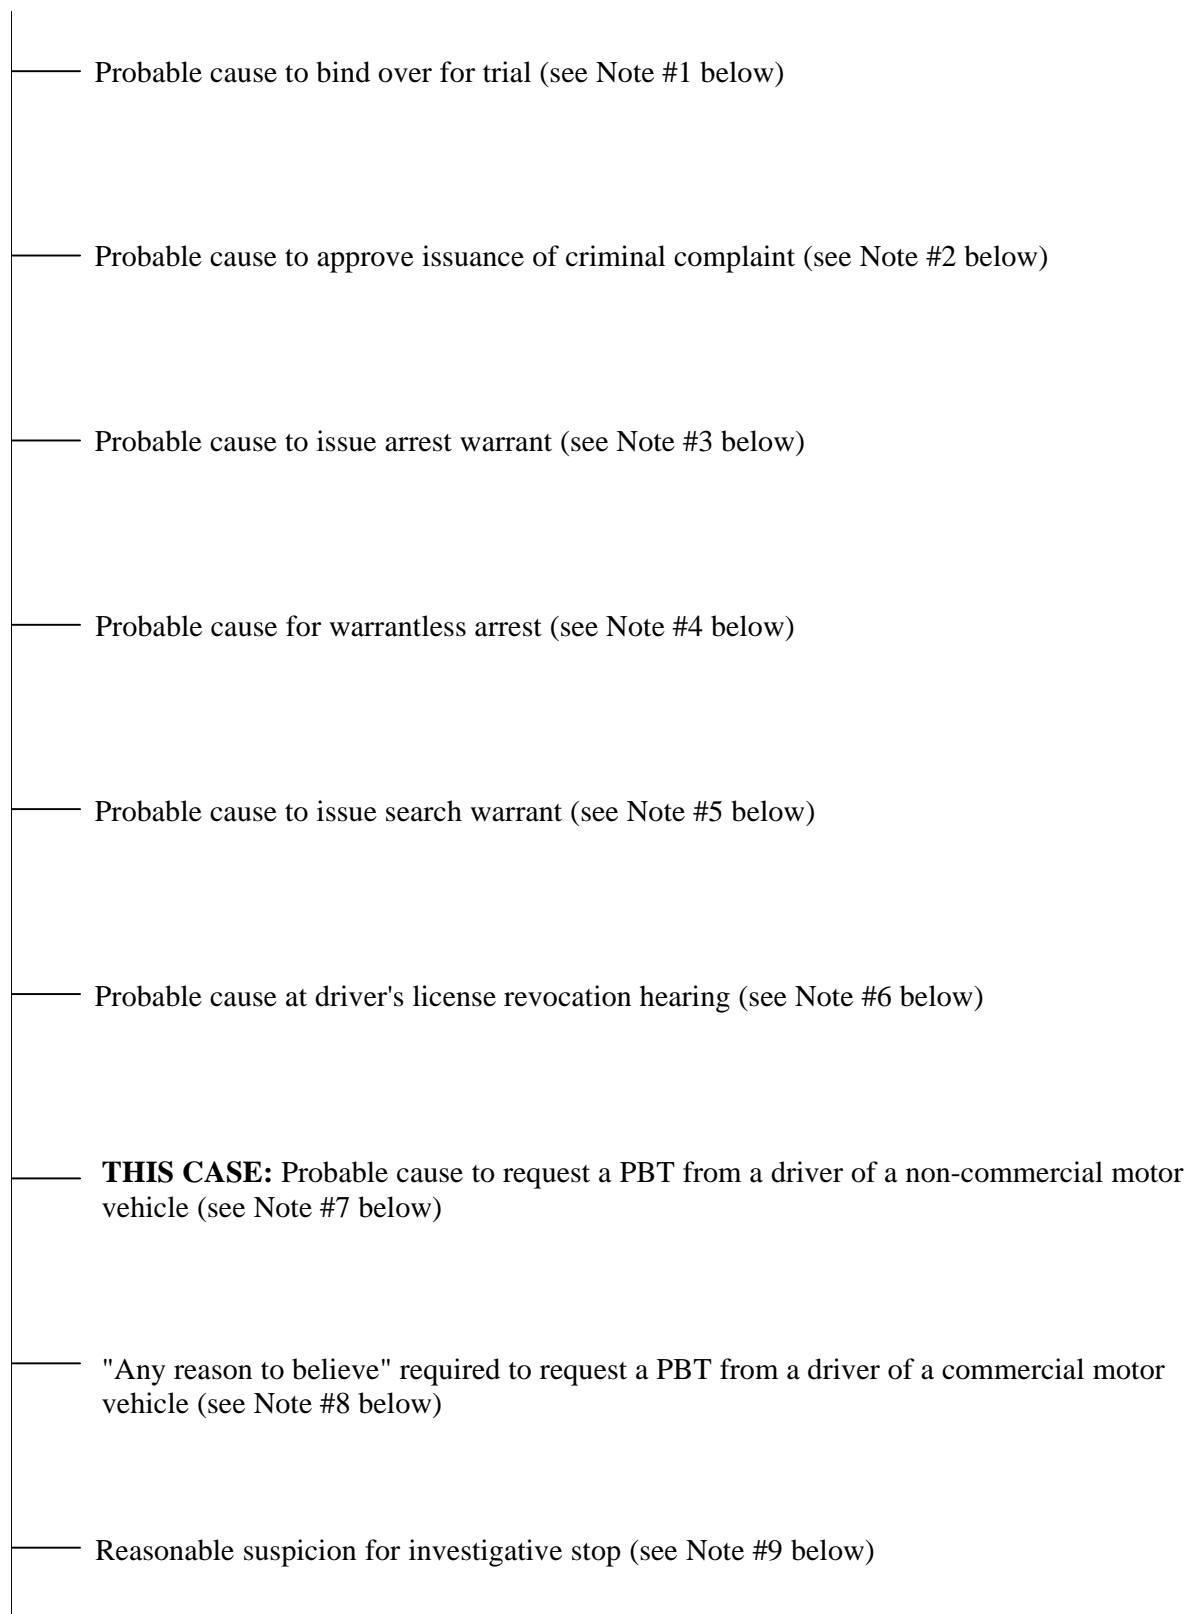 Probable cause to bind over for trial (see Note #1 below)
Probable cause to approve issuance of criminal complaint (see Note #2 below)
Probable cause to issue arrest warrant (see Note #3 below)
Probable cause for warrantless arrest (see Note #4 below)
Probable cause to issue search warrant (see Note #5 below)
Probable cause at driver's license revocation hearing (see Note #6 below)
THIS CASE: Probable cause to request a PBT from a driver of a non-commercial motor
vehicle (see Note #7 below)
"Any reason to believe" required to request a PBT from a driver of a commercial motor
vehicle (see Note #8 below)
Reasonable suspicion for investigative stop (see Note #9 below)